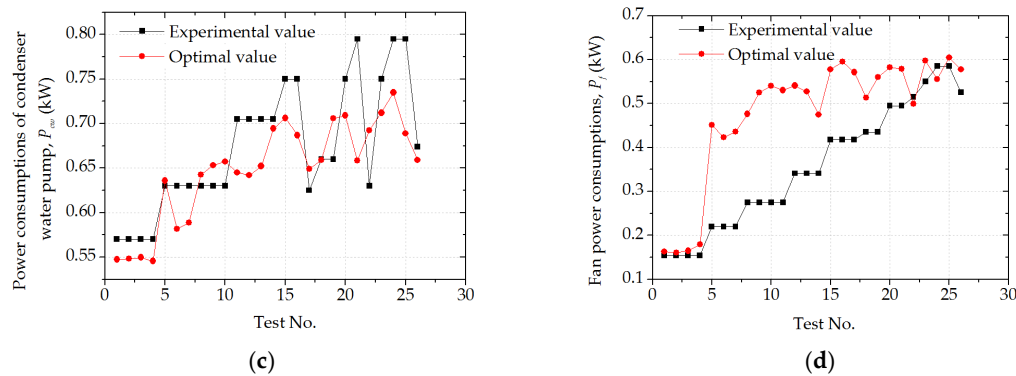 Power consumptions of condenser
water pump, Pcw (kW)
0.80
0.75
0.70
0.65
0.60
0.55
Experimental value
Optimal value
0 5 10 15 20 25 30
Test No.
(c)
Fan power consumptions, Pf (kW)
0.7
0.6
0.5
0.4
0.3
0.2
0.1
Experimental value
Optimal value
0 5 10 15 20 25 30
Test No.
(d)